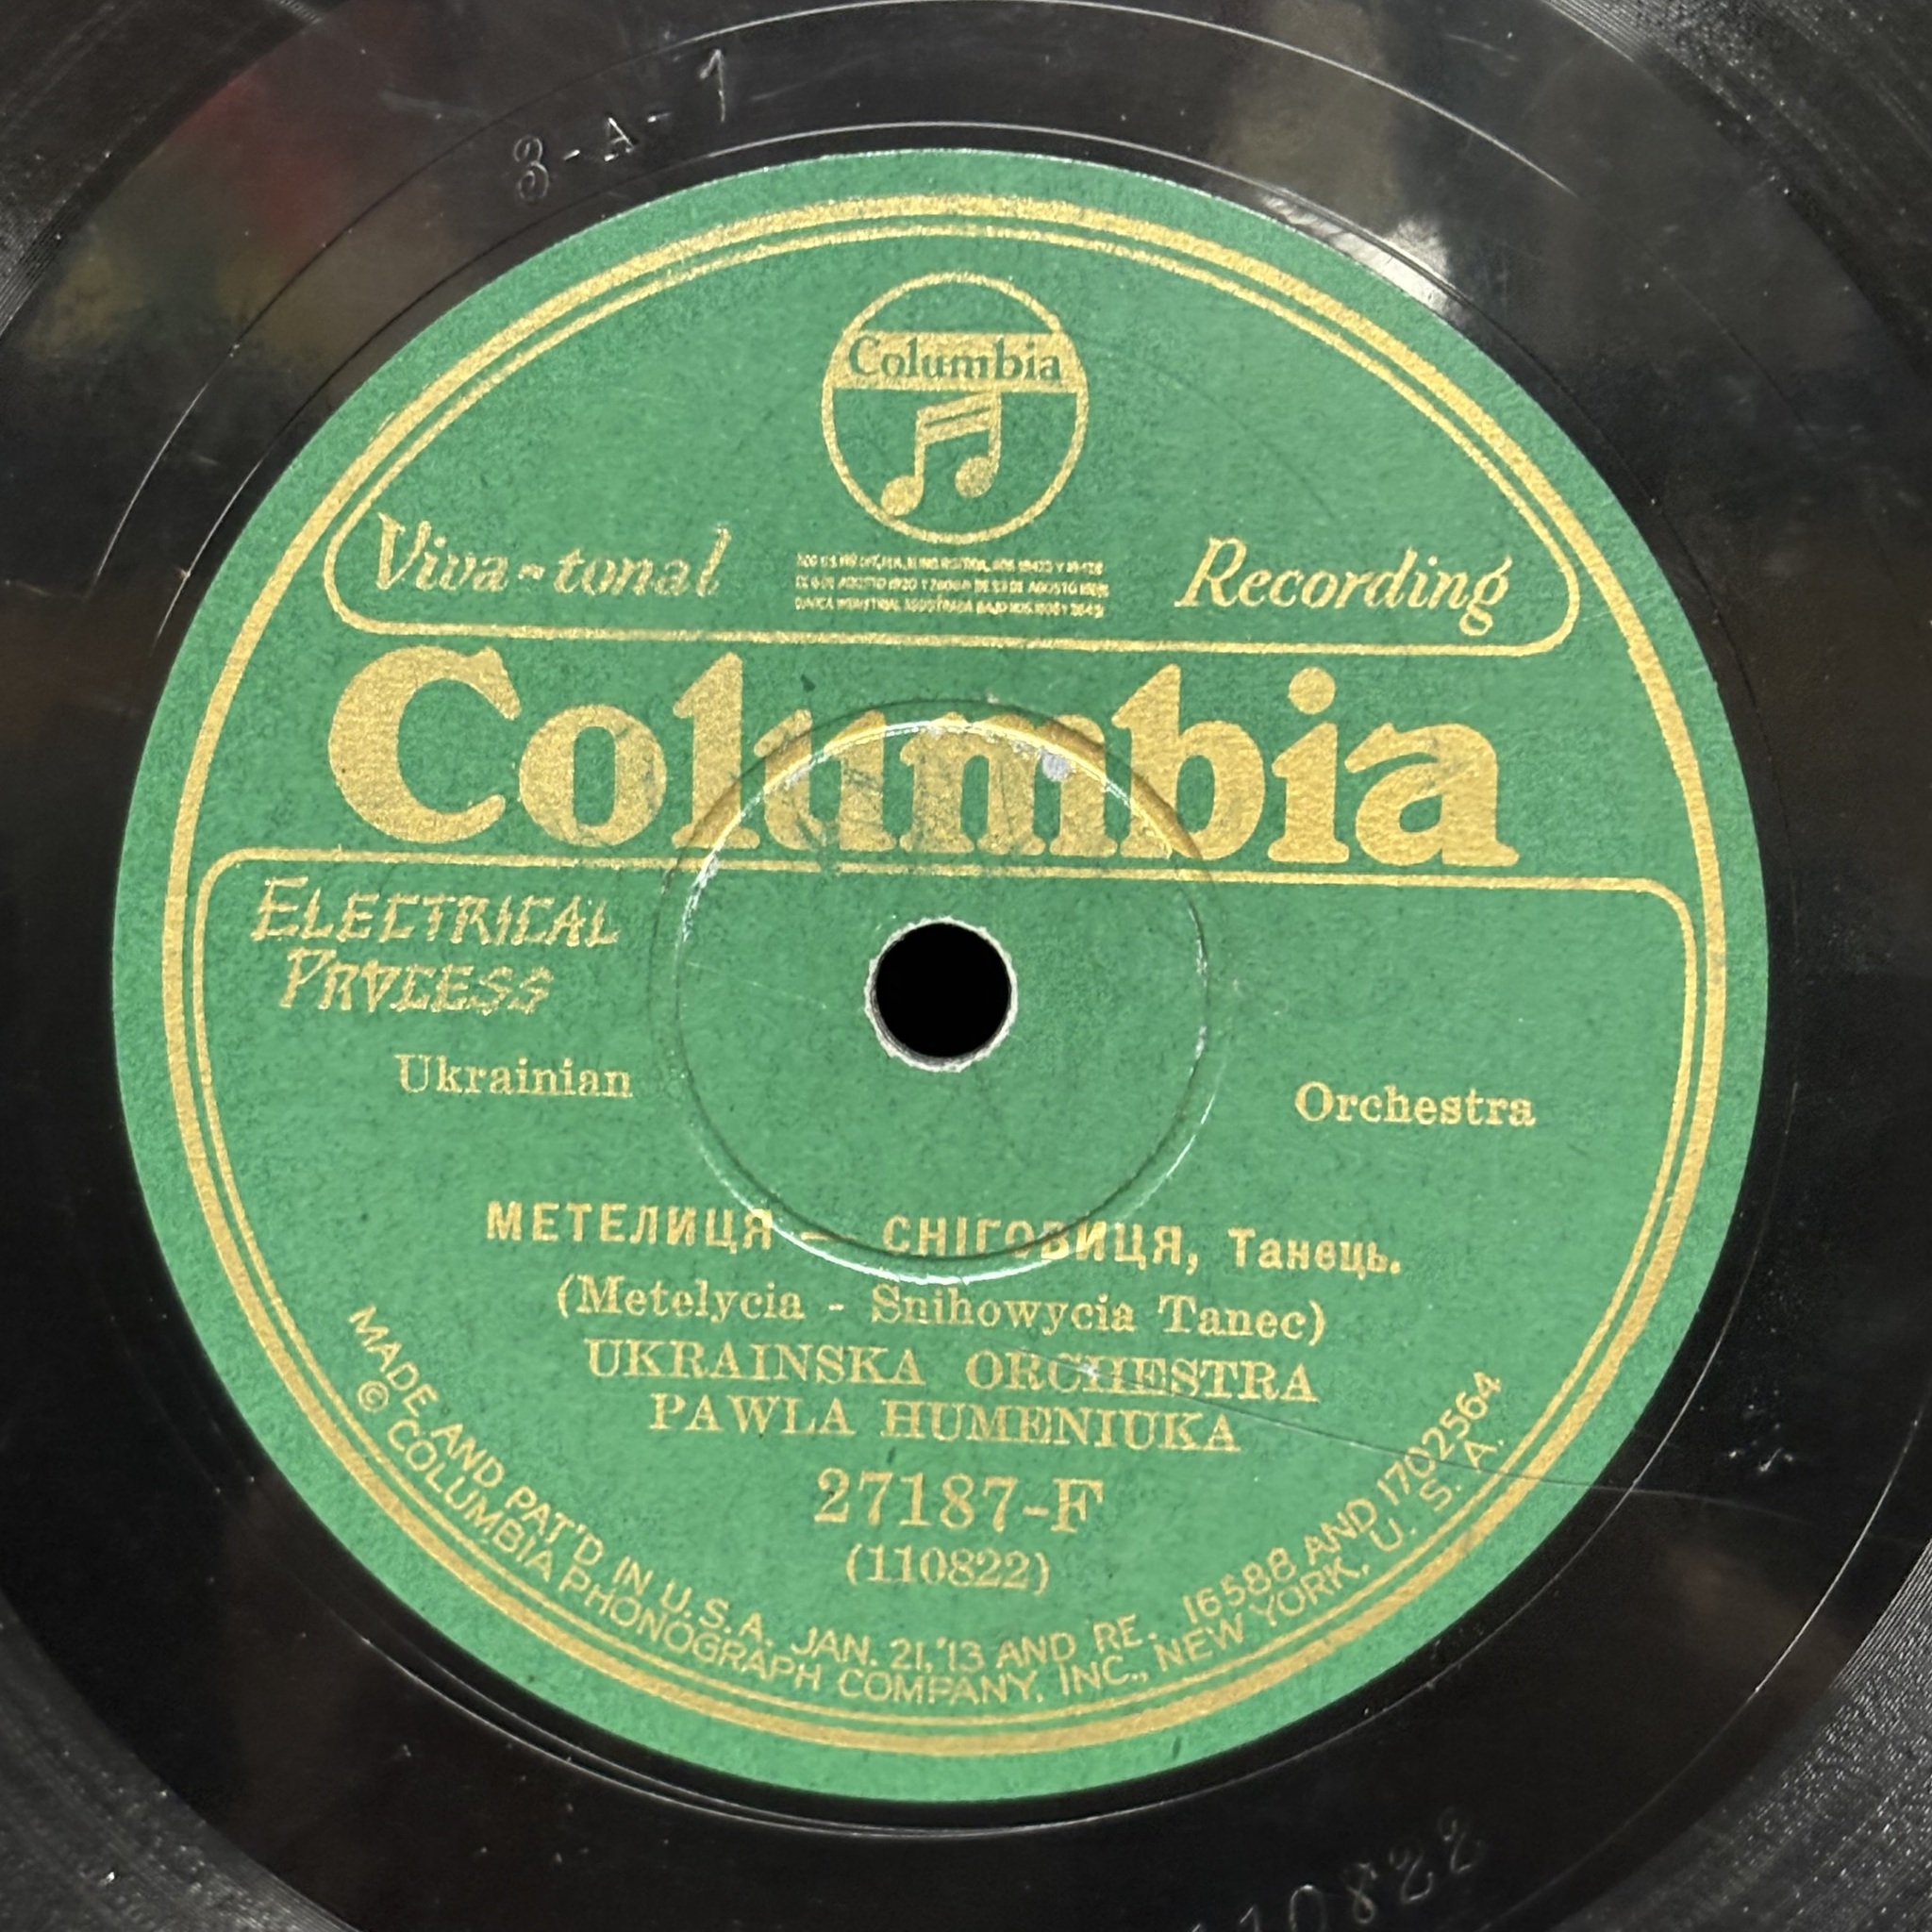 3-A-1
Columbia
Viva-tonal Recording
Columbia
ELECTRICAL
PROCESS
Ukrainian Orchestra
МЕТЕЛИЦЯ — СНІГОВИЦЯ, Танець.
(Metelycia - Snihowycia Tanec)
UKRAINSKA ORCHESTRA
PAWLA HUMENIUKA
27187-F
(110822)
MADE AND PAT'D IN U.S.A. JAN. 21, '13 AND RE. 16588 AND 1702564
© COLUMBIA PHONOGRAPH COMPANY, INC., NEW YORK, U. S. A.
110822